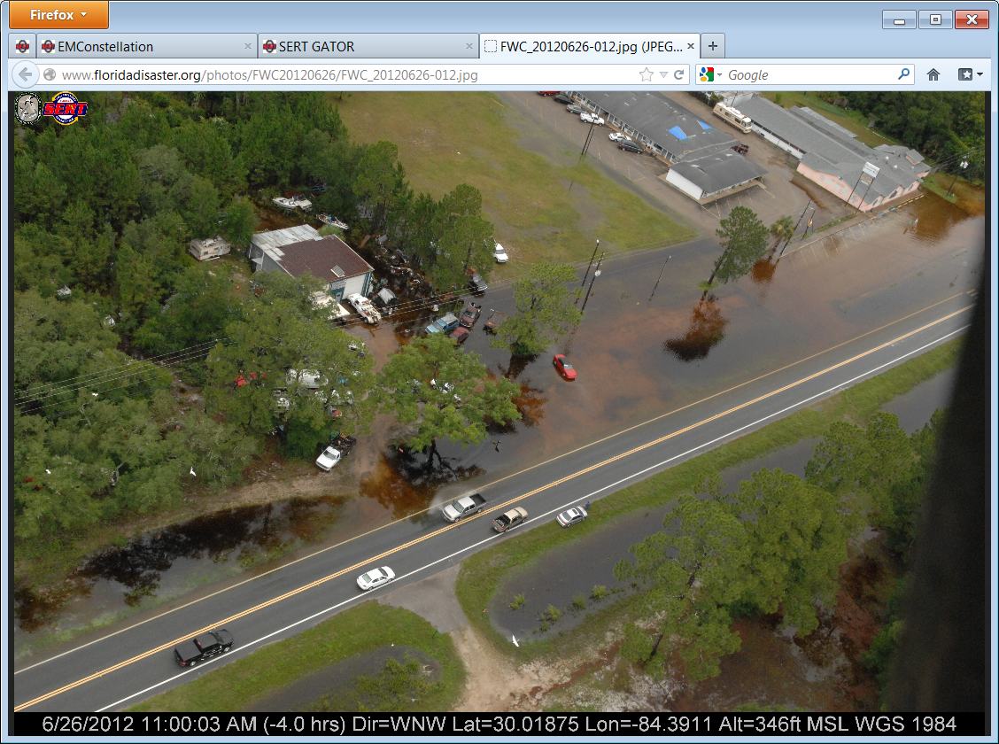 Firefox
EMConstellation
SERT GATOR
FWC_20120626-012.jpg (JPEG...
www.floridadisaster.org/photos/FWC20120626/FWC_20120626-012.jpg
Google
SERT
6/26/2012 11:00:03 AM (-4.0 hrs) Dir=WNW Lat=30.01875 Lon=-84.3911 Alt=346ft MSL WGS 1984